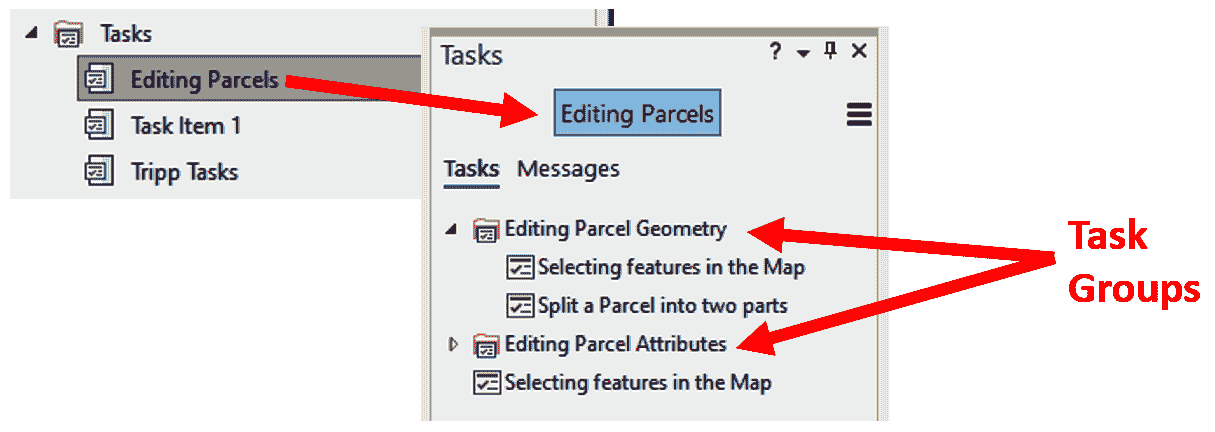 Tasks
Editing Parcels
Task Item 1
Tripp Tasks
Tasks ?
Editing Parcels
Tasks Messages
Editing Parcel Geometry
Selecting features in the Map
Split a Parcel into two parts
Editing Parcel Attributes
Selecting features in the Map
Task
Groups